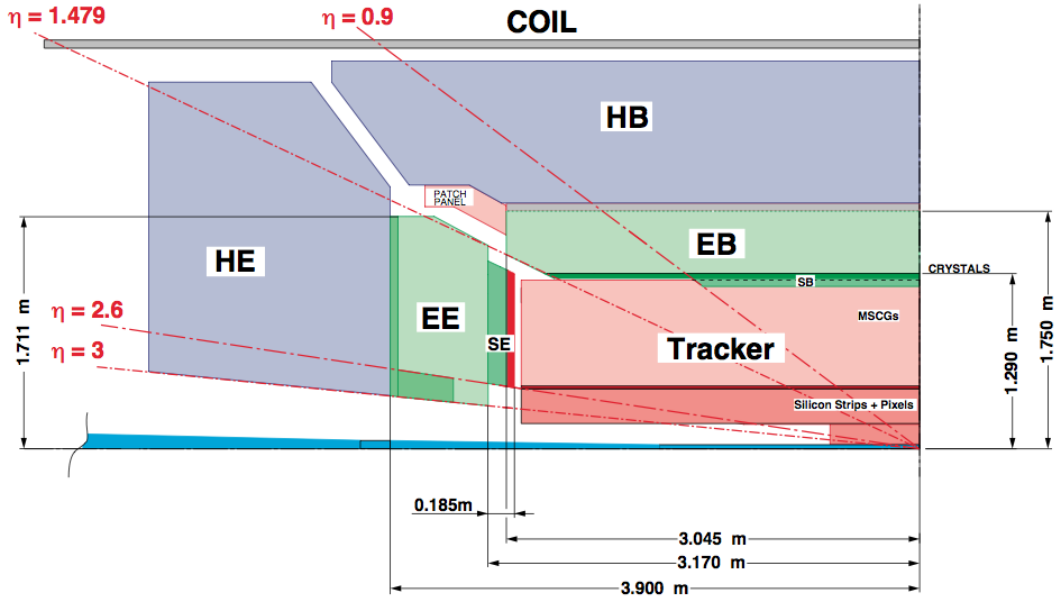 η = 1.479
η = 0.9
COIL
HB
PATCH
PANEL
EB
HE
CRYSTALS
SB
η = 2.6
EE
MSCGs
SE
Tracker
η = 3
1.711 m
1.290 m
1.750 m
Silicon Strips + Pixels
0.185m
3.045 m
3.170 m
3.900 m